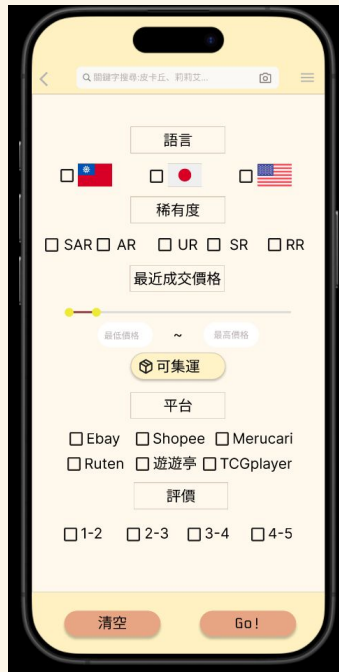 關鍵字搜尋:皮卡丘、莉莉艾...
語言
稀有度
SAR AR UR SR RR
最近成交價格
最低價格 ~ 最高價格
可集運
平台
Ebay Shopee Merucari
Ruten 遊遊亭 TCGplayer
評價
1-2 2-3 3-4 4-5
清空 Go!